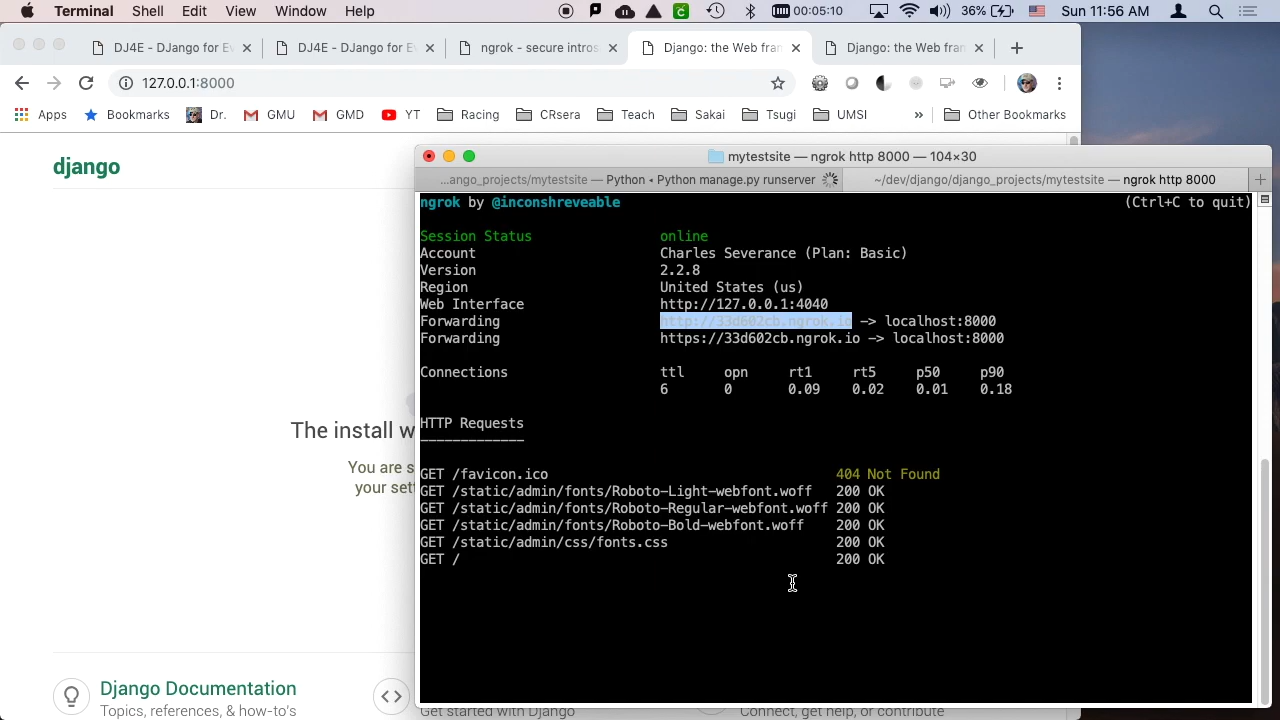 Terminal Shell Edit View Window Help 00:05:10 36% Sun 11:56 AM
DJ4E - DJango for Ev × DJ4E - DJango for Ev × ngrok - secure intros × Django: the Web fran × Django: the Web fran × +
127.0.0.1:8000
Apps Bookmarks Dr. GMU GMD YT Racing CRsera Teach Sakai Tsugi UMSI » Other Bookmarks
django
mytestsite — ngrok http 8000 — 104×30
...ango_projects/mytestsite — Python ◂ Python manage.py runserver ~/dev/django/django_projects/mytestsite — ngrok http 8000 +
ngrok by @inconshreveable (Ctrl+C to quit)
Session Status online
Account Charles Severance (Plan: Basic)
Version 2.2.8
Region United States (us)
Web Interface http://127.0.0.1:4040
Forwarding http://33d602cb.ngrok.io -> localhost:8000
Forwarding https://33d602cb.ngrok.io -> localhost:8000
Connections ttl opn rt1 rt5 p50 p90
6 0 0.09 0.02 0.01 0.18
HTTP Requests
-------------
GET /favicon.ico 404 Not Found
GET /static/admin/fonts/Roboto-Light-webfont.woff 200 OK
GET /static/admin/fonts/Roboto-Regular-webfont.woff 200 OK
GET /static/admin/fonts/Roboto-Bold-webfont.woff 200 OK
GET /static/admin/css/fonts.css 200 OK
GET / 200 OK
The install w
You are s
your sett
Django Documentation
Topics, references, & how-to's
Get started with Django
Connect, get help, or contribute